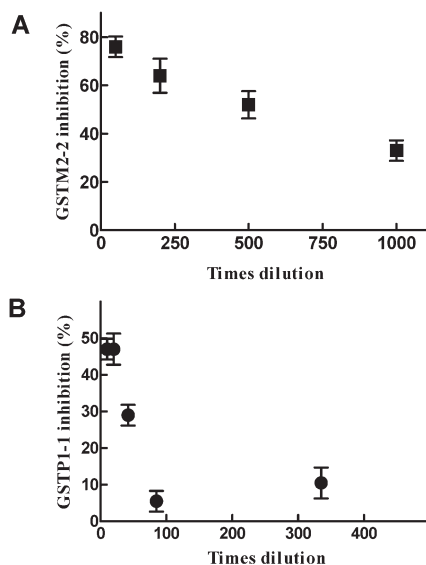 A
GSTM2-2 inhibition (%)
80
60
40
20
0
0 250 500 750 1000
Times dilution
B
GSTP1-1 inhibition (%)
50
40
30
20
10
0
0 100 200 300 400
Times dilution